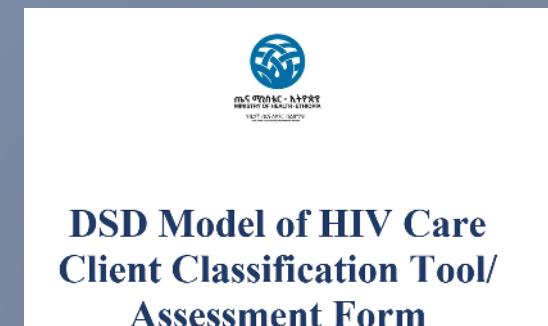 ጤና ሚኒስቴር - ኢትዮጵያ
MINISTRY OF HEALTH-ETHIOPIA
DSD Model of HIV Care
Client Classification Tool/
Assessment Form